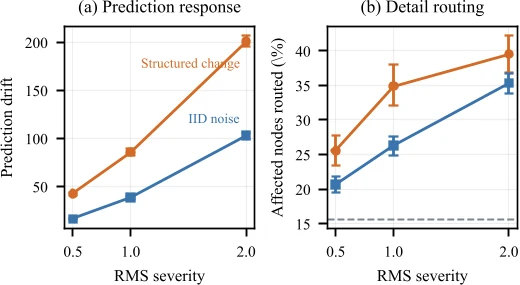 (a) Prediction response
Prediction drift
200
150
100
50
Structured change
IID noise
0.5
1.0
2.0
RMS severity
(b) Detail routing
Affected nodes routed (\%)
40
35
30
25
20
15
0.5
1.0
2.0
RMS severity